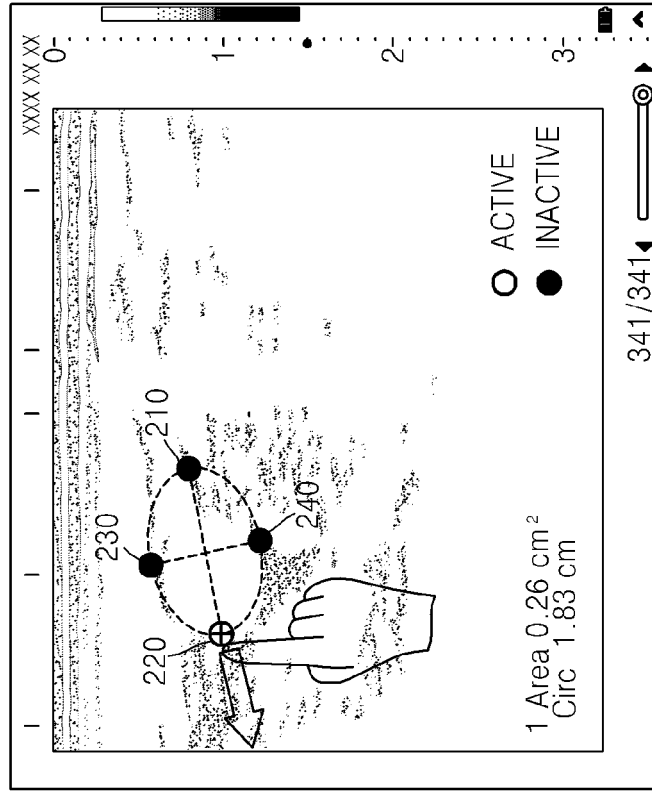 XXXX XX XX
0
230
220
210
1
240
2
ACTIVE
INACTIVE
1 Area 0.26 cm²
Circ 1.83 cm
3
341/341